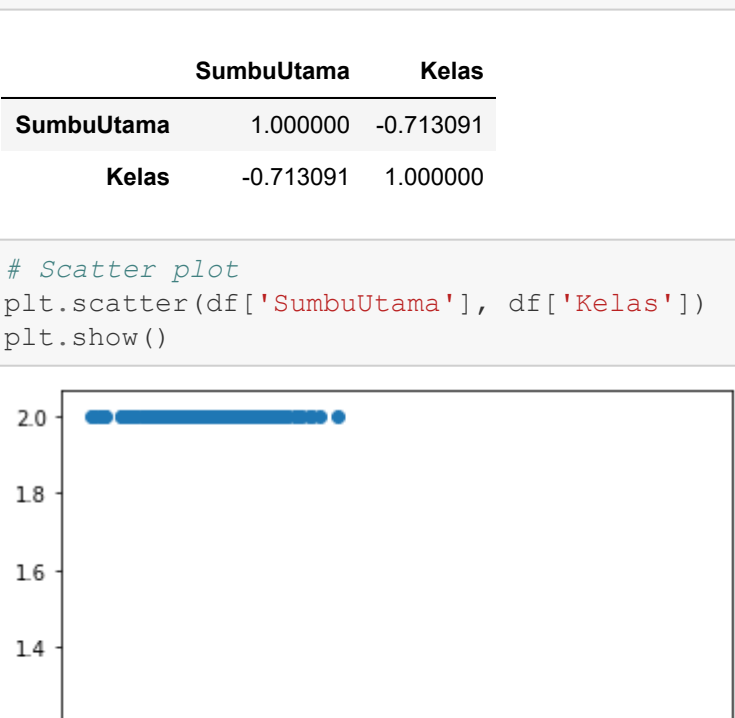 SumbuUtama Kelas
SumbuUtama 1.000000 -0.713091
Kelas -0.713091 1.000000
# Scatter plot
plt.scatter(df['SumbuUtama'], df['Kelas'])
plt.show()
2.0
1.8
1.6
1.4